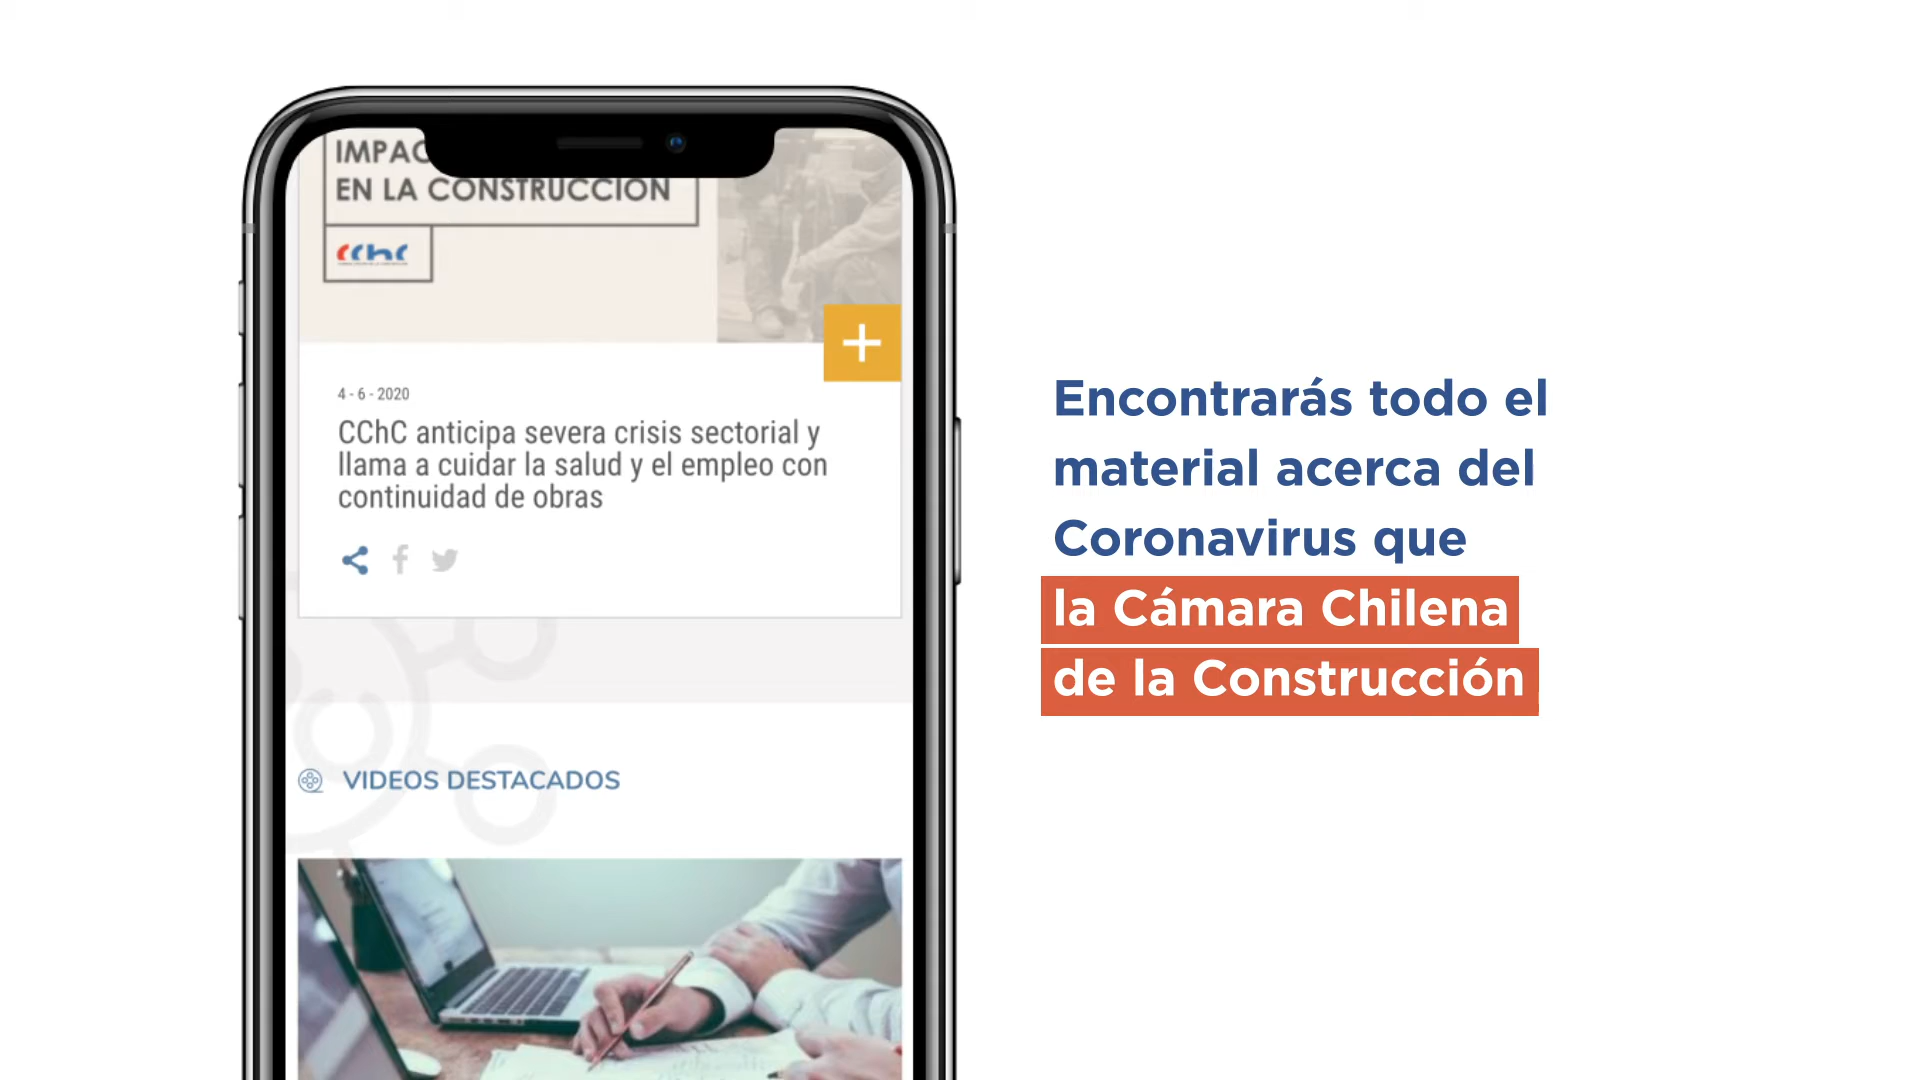 EN LA CONSTRUCCIÓN
CChC
4 - 6 - 2020
CChC anticipa severa crisis sectorial y
llama a cuidar la salud y el empleo con
continuidad de obras
VIDEOS DESTACADOS
Encontrarás todo el
material acerca del
Coronavirus que
la Cámara Chilena
de la Construcción